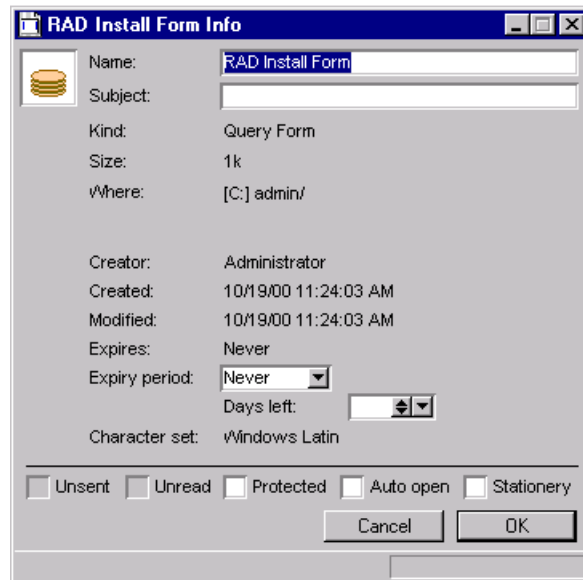 RAD Install Form Info
Name: RAD Install Form
Subject:
Kind: Query Form
Size: 1k
Where: [C:] admin/
Creator: Administrator
Created: 10/19/00 11:24:03 AM
Modified: 10/19/00 11:24:03 AM
Expires: Never
Expiry period: Never
Days left:
Character set: Windows Latin
Unsent Unread Protected Auto open Stationery
Cancel OK